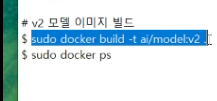 # v2 모델 이미지 빌드
$ sudo docker build -t ai/model:v2 .
$ sudo docker ps